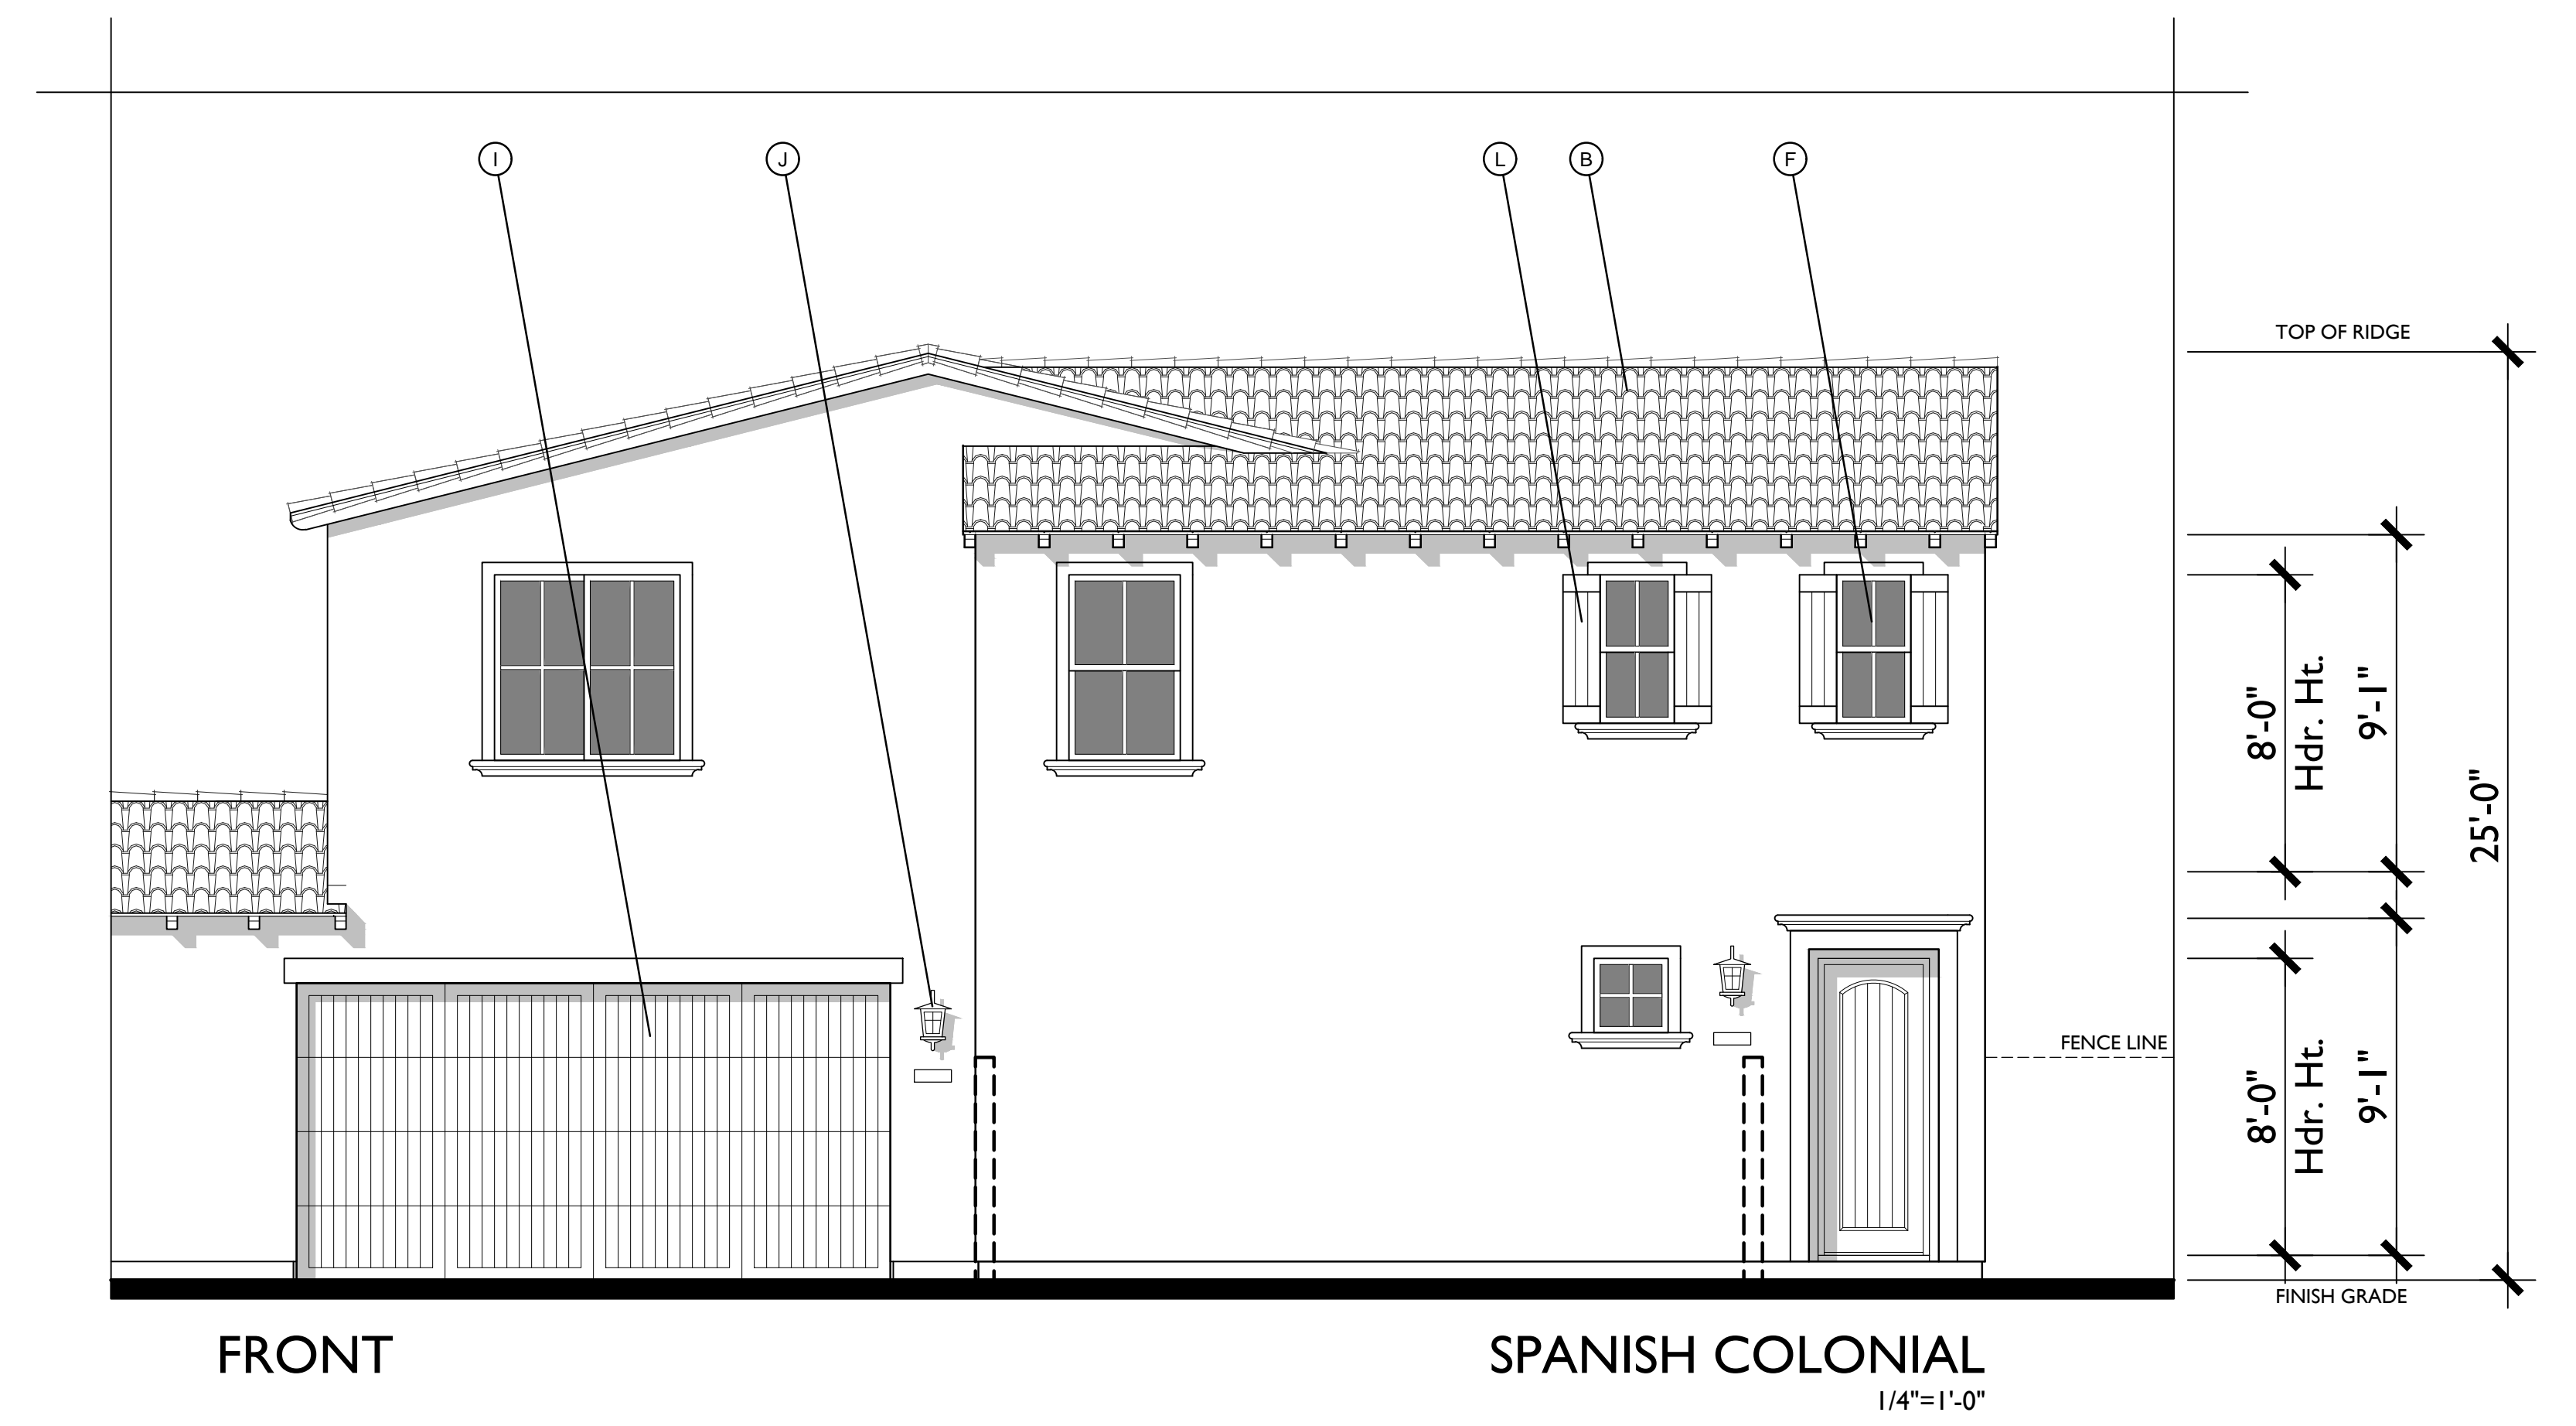 I
J
L
B
F
TOP OF RIDGE
8'-0"
Hdr. Ht.
9'-1"
25'-0"
FENCE LINE
8'-0"
Hdr. Ht.
9'-1"
FINISH GRADE
FRONT
SPANISH COLONIAL
1/4"=1'-0"